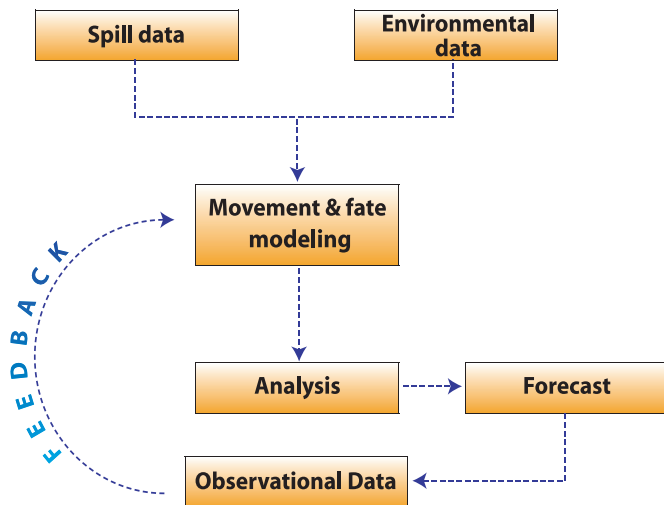 Spill data
Environmental
data
Movement & fate
modeling
FEEDBACK
Analysis
Forecast
Observational Data